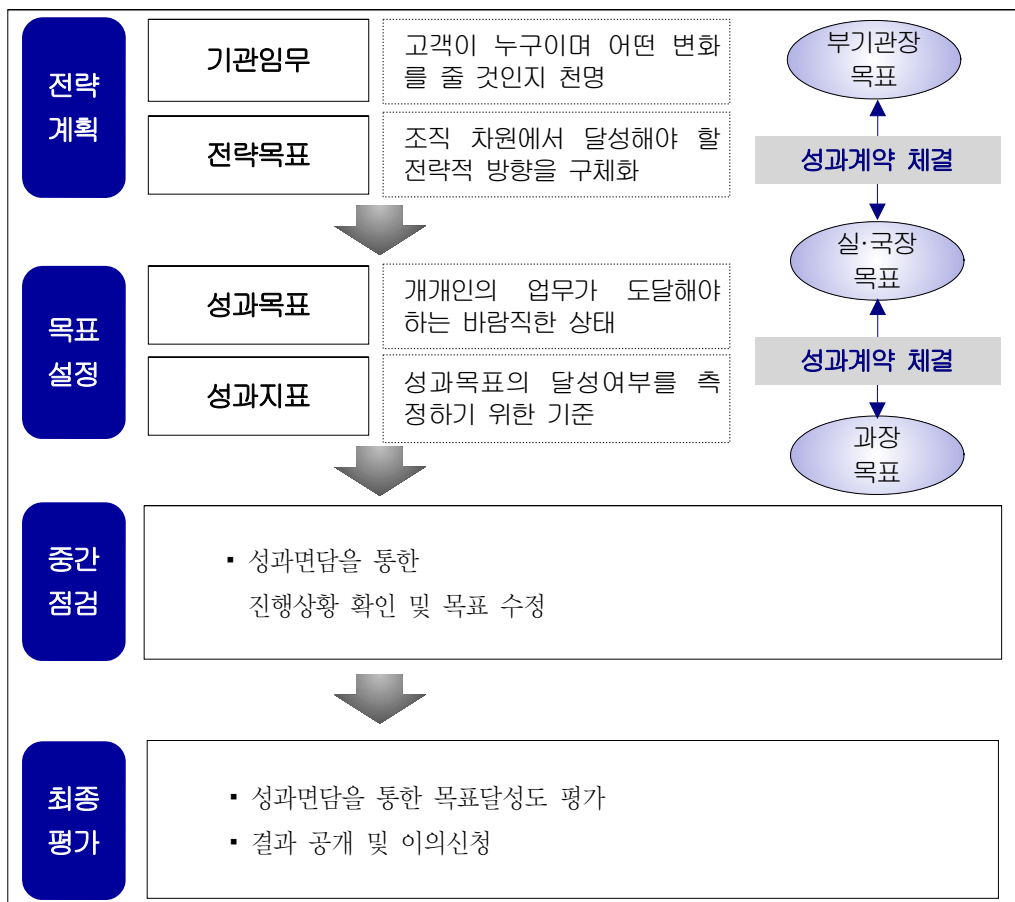 전략
계획
기관임무
고객이 누구이며 어떤 변화
를 줄 것인지 천명
전략목표
조직 차원에서 달성해야 할
전략적 방향을 구체화
부기관장
목표
성과계약 체결
실·국장
목표
성과계약 체결
과장
목표
목표
설정
성과목표
개개인의 업무가 도달해야
하는 바람직한 상태
성과지표
성과목표의 달성여부를 측
정하기 위한 기준
중간
점검
▪ 성과면담을 통한
진행상황 확인 및 목표 수정
최종
평가
▪ 성과면담을 통한 목표달성도 평가
▪ 결과 공개 및 이의신청